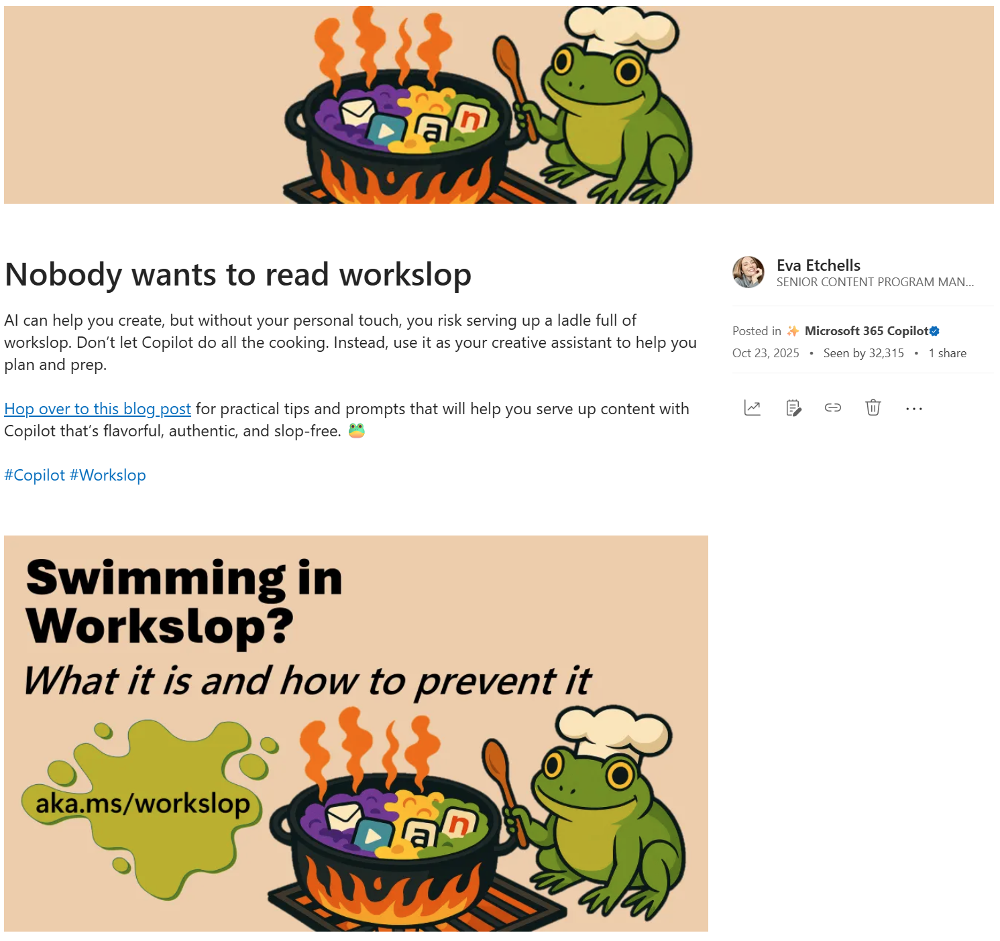 a
n
Nobody wants to read workslop
AI can help you create, but without your personal touch, you risk serving up a ladle full of
workslop. Don’t let Copilot do all the cooking. Instead, use it as your creative assistant to help you
plan and prep.
Hop over to this blog post for practical tips and prompts that will help you serve up content with
Copilot that’s flavorful, authentic, and slop-free. 🐸
#Copilot #Workslop
Eva Etchells
SENIOR CONTENT PROGRAM MAN...
Posted in ✨ Microsoft 365 Copilot
Oct 23, 2025 • Seen by 32,315 • 1 share
Swimming in
Workslop?
What it is and how to prevent it
aka.ms/workslop
a
n